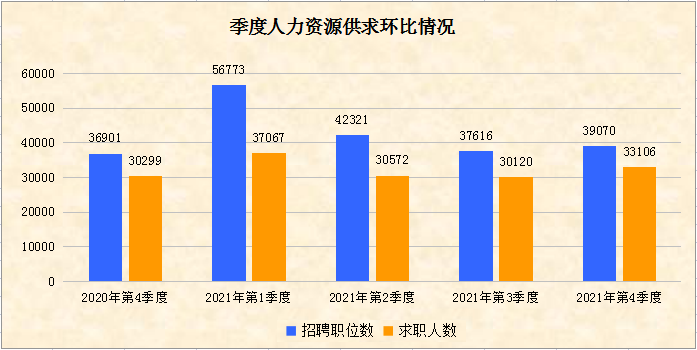 季度人力资源供求环比情况
60000
50000
40000
30000
20000
10000
0
36901
30299
56773
37067
42321
30572
37616
30120
39070
33106
2020年第4季度
2021年第1季度
2021年第2季度
2021年第3季度
2021年第4季度
招聘职位数
求职人数